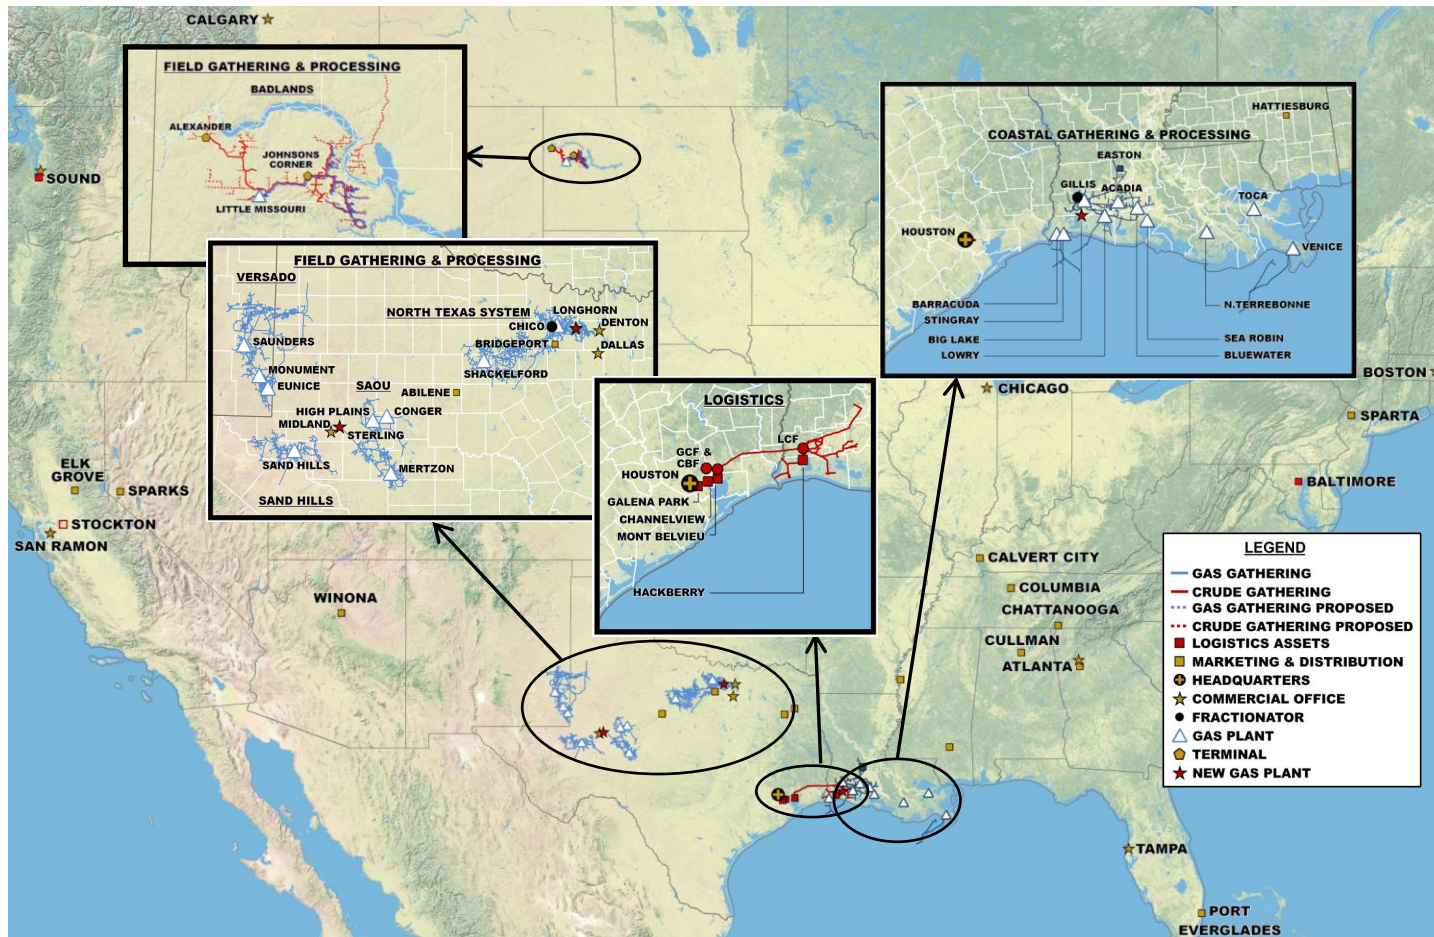 CALGARY
SOUND
FIELD GATHERING & PROCESSING
BADLANDS
ALEXANDER
JOHNSONS
CORNER
LITTLE MISSOURI
FIELD GATHERING & PROCESSING
VERSADO
NORTH TEXAS SYSTEM
LONGHORN
CHICO
DENTON
BRIDGEPORT
DALLAS
SAUNDERS
SHACKELFORD
MONUMENT
EUNICE
SAOU
ABILENE
HIGH PLAINS
CONGER
MIDLAND
STERLING
SAND HILLS
MERTZON
SAND HILLS
LOGISTICS
LCF
GCF &
CBF
HOUSTON
GALENA PARK
CHANNELVIEW
MONT BELVIEU
HACKBERRY
HATTIESBURG
COASTAL GATHERING & PROCESSING
EASTON
GILLIS
ACADIA
TOCA
HOUSTON
VENICE
BARRACUDA
N.TERREBONNE
STINGRAY
BIG LAKE
SEA ROBIN
LOWRY
BLUEWATER
BOSTON
CHICAGO
SPARTA
ELK
GROVE
SPARKS
BALTIMORE
STOCKTON
SAN RAMON
WINONA
CALVERT CITY
COLUMBIA
CHATTANOOGA
CULLMAN
ATLANTA
TAMPA
PORT
EVERGLADES
LEGEND
GAS GATHERING
CRUDE GATHERING
GAS GATHERING PROPOSED
CRUDE GATHERING PROPOSED
LOGISTICS ASSETS
MARKETING & DISTRIBUTION
HEADQUARTERS
COMMERCIAL OFFICE
FRACTIONATOR
GAS PLANT
TERMINAL
NEW GAS PLANT